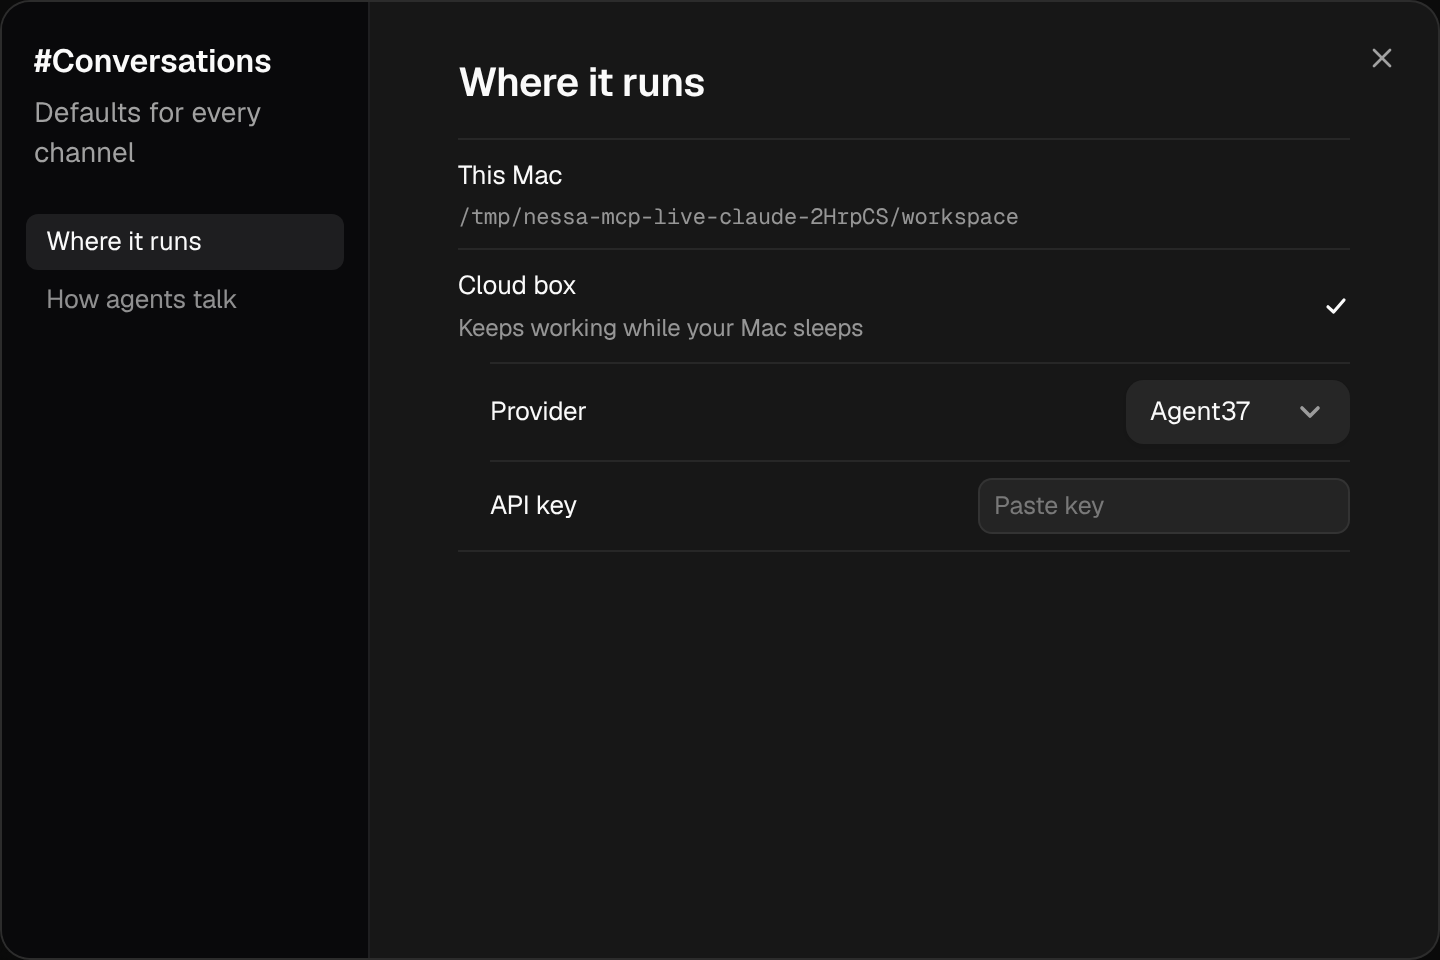 #Conversations
Defaults for every
channel
Where it runs
How agents talk
Where it runs
This Mac
/tmp/nessa-mcp-live-claude-2HrpCS/workspace
Cloud box
Keeps working while your Mac sleeps
Provider
Agent37
API key
Paste key